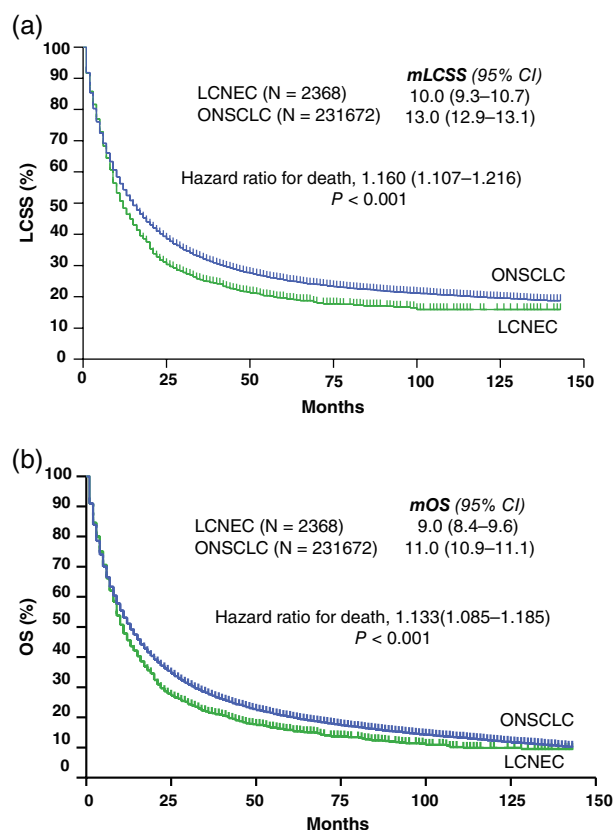 (a)
mLCSS (95% CI)
LCNEC (N = 2368) 10.0 (9.3–10.7)
ONSCLC (N = 231672) 13.0 (12.9–13.1)
Hazard ratio for death, 1.160 (1.107–1.216)
P < 0.001
LCSS (%)
100
90
80
70
60
50
40
30
20
10
0
ONSCLC
LCNEC
0 25 50 75 100 125 150
Months
(b)
mOS (95% CI)
LCNEC (N = 2368) 9.0 (8.4–9.6)
ONSCLC (N = 231672) 11.0 (10.9–11.1)
Hazard ratio for death, 1.133(1.085–1.185)
P < 0.001
OS (%)
100
90
80
70
60
50
40
30
20
10
0
ONSCLC
LCNEC
0 25 50 75 100 125 150
Months